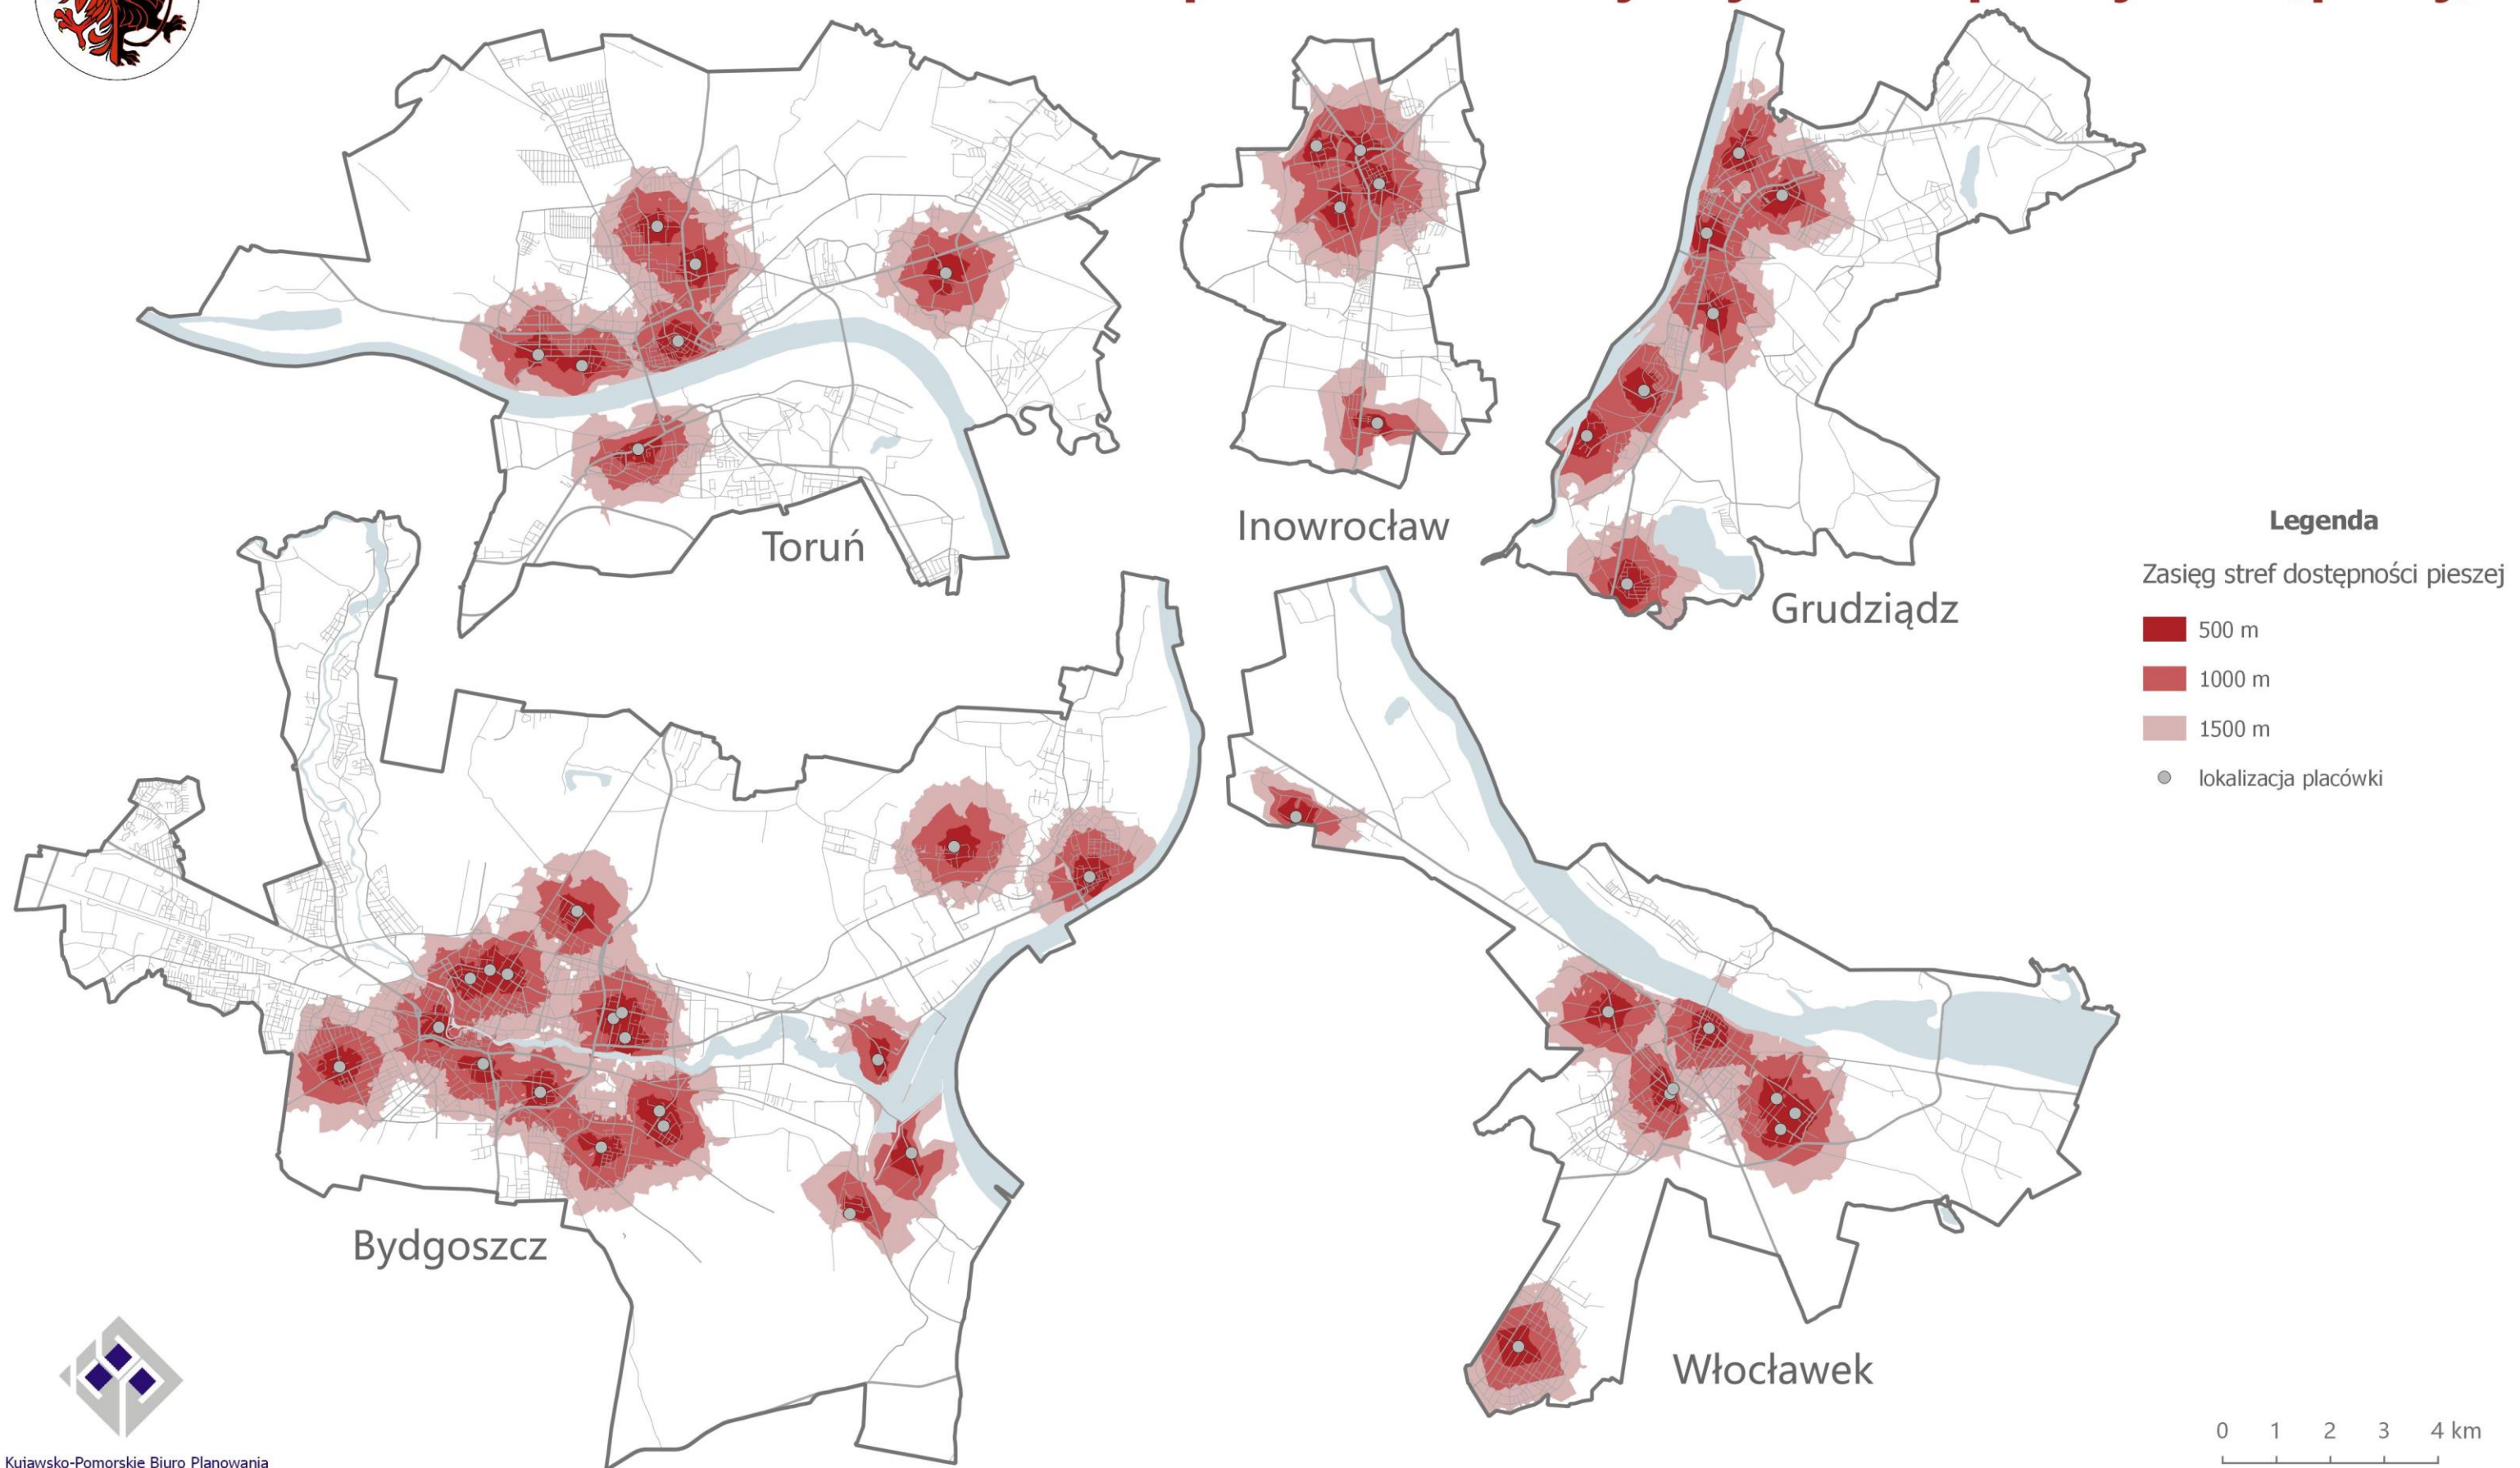 Toruń
Inowrocław
Grudziądz
Legenda
Zasięg stref dostępności pieszej
500 m
1000 m
1500 m
lokalizacja placówki
Bydgoszcz
Włocławek
0 1 2 3 4 km
Kujawsko-Pomorskie Biuro Planowania